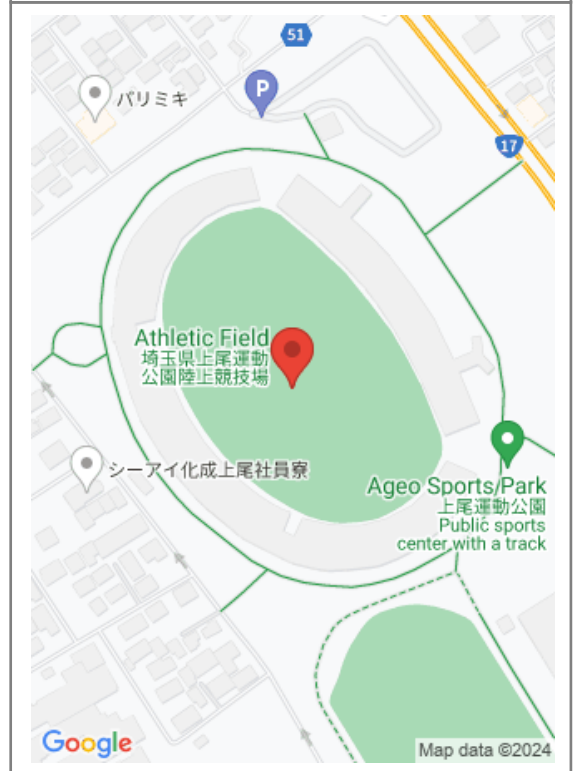 51
パリミキ
P
17
Athletic Field
埼玉県上尾運動
公園陸上競技場
シーアイ化成上尾社員寮
Ageo Sports Park
上尾運動公園
Public sports
center with a track
Google
Map data ©2024